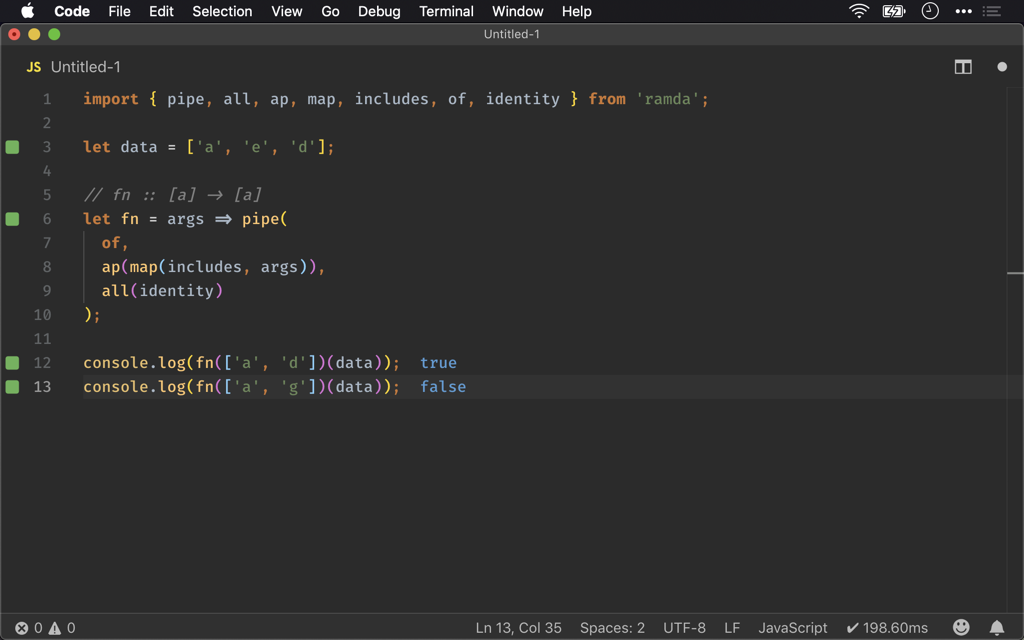 Code File Edit Selection View Go Debug Terminal Window Help
Untitled-1
JS Untitled-1
1 import { pipe, all, ap, map, includes, of, identity } from 'ramda';
2
3 let data = ['a', 'e', 'd'];
4
5 // fn :: [a] → [a]
6 let fn = args ⇒ pipe(
7 of,
8 ap(map(includes, args)),
9 all(identity)
10 );
11
12 console.log(fn(['a', 'd'])(data)); true
13 console.log(fn(['a', 'g'])(data)); false
0 0 Ln 13, Col 35 Spaces: 2 UTF-8 LF JavaScript ✔ 198.60ms